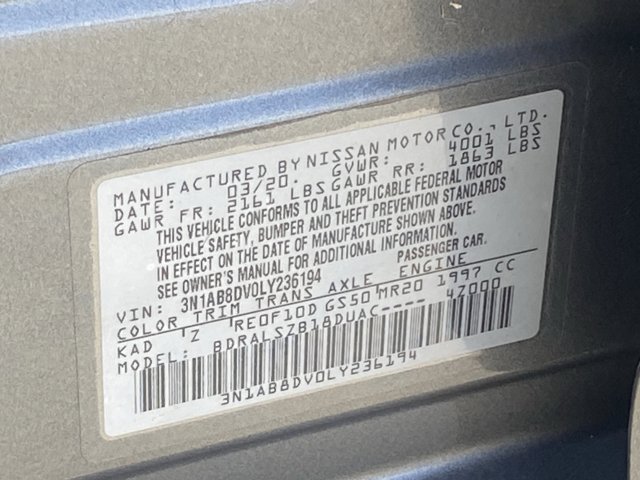 MANUFACTURED BY NISSAN MOTOR CO., LTD.
DATE: 03/20. GVWR: 4001 LBS
GAWR FR: 2161 LBS GAWR RR: 1863 LBS
THIS VEHICLE CONFORMS TO ALL APPLICABLE FEDERAL MOTOR
VEHICLE SAFETY, BUMPER AND THEFT PREVENTION STANDARDS
IN EFFECT ON THE DATE OF MANUFACTURE SHOWN ABOVE.
SEE OWNER'S MANUAL FOR ADDITIONAL INFORMATION.
VIN: 3N1AB8DV0LY236194 PASSENGER CAR.
COLOR TRIM TRANS AXLE ENGINE
KAD Z RE0F10D GS50 MR20 1997 CC
MODEL: BDRALSZB18DUAC---- 4Z000
3N1AB8DV0LY236194